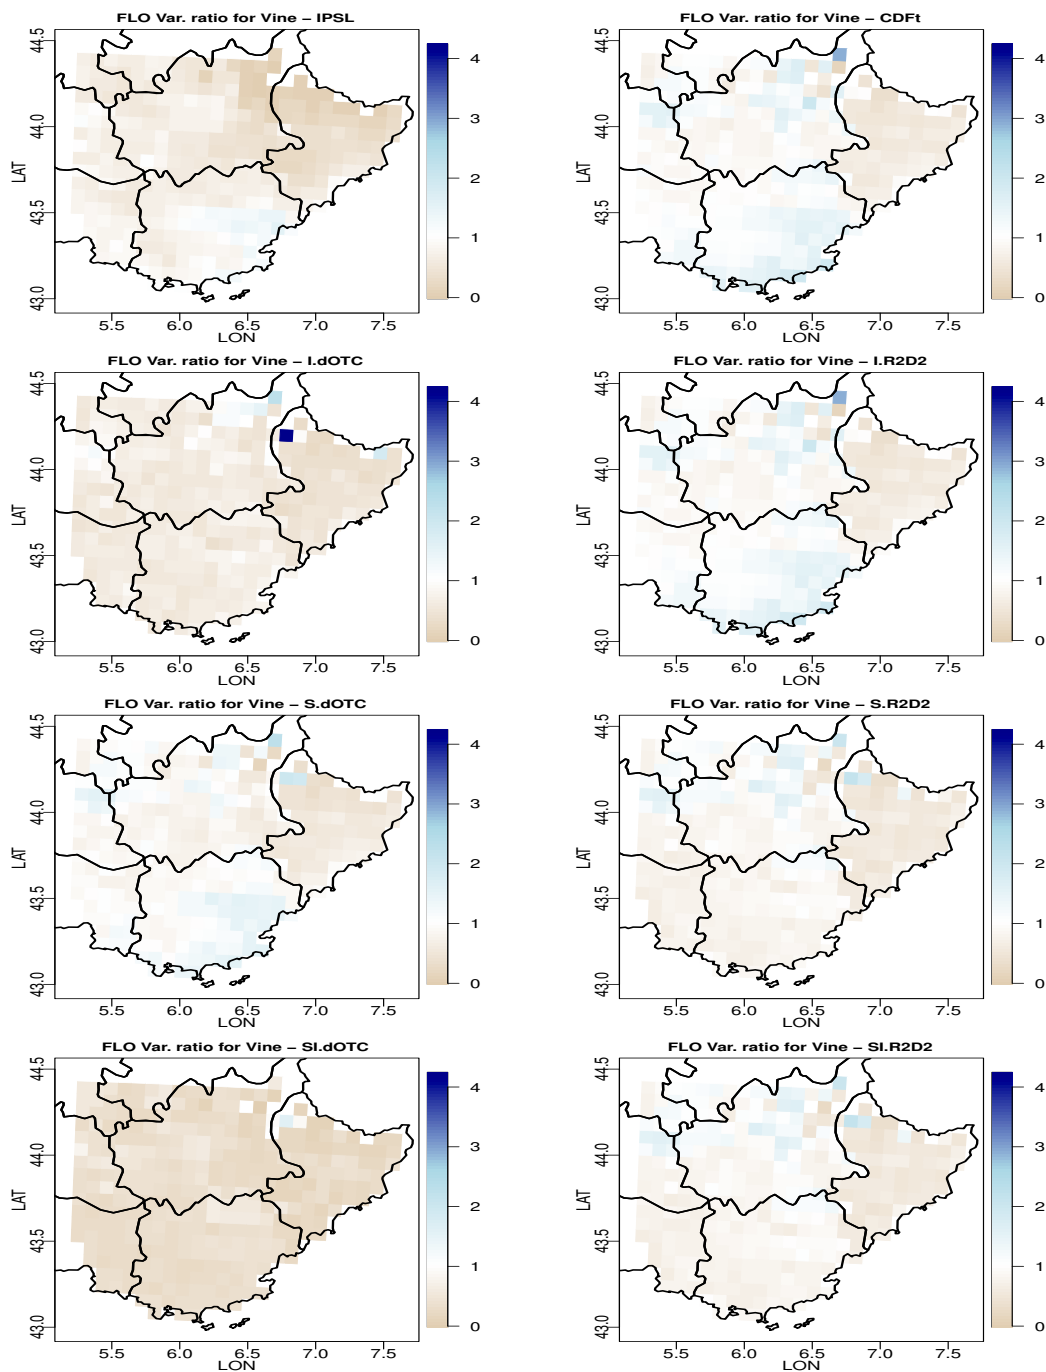 FLO Var. ratio for Vine – IPSL
44.5
44.0
43.5
43.0
LAT
5.5 6.0 6.5 7.0 7.5
LON
4
3
2
1
0
FLO Var. ratio for Vine – CDFt
44.5
44.0
43.5
43.0
LAT
5.5 6.0 6.5 7.0 7.5
LON
4
3
2
1
0
FLO Var. ratio for Vine – I.dOTC
44.5
44.0
43.5
43.0
LAT
5.5 6.0 6.5 7.0 7.5
LON
4
3
2
1
0
FLO Var. ratio for Vine – I.R2D2
44.5
44.0
43.5
43.0
LAT
5.5 6.0 6.5 7.0 7.5
LON
4
3
2
1
0
FLO Var. ratio for Vine – S.dOTC
44.5
44.0
43.5
43.0
LAT
5.5 6.0 6.5 7.0 7.5
LON
4
3
2
1
0
FLO Var. ratio for Vine – S.R2D2
44.5
44.0
43.5
43.0
LAT
5.5 6.0 6.5 7.0 7.5
LON
4
3
2
1
0
FLO Var. ratio for Vine – SI.dOTC
44.5
44.0
43.5
43.0
LAT
5.5 6.0 6.5 7.0 7.5
LON
4
3
2
1
0
FLO Var. ratio for Vine – SI.R2D2
44.5
44.0
43.5
43.0
LAT
5.5 6.0 6.5 7.0 7.5
LON
4
3
2
1
0